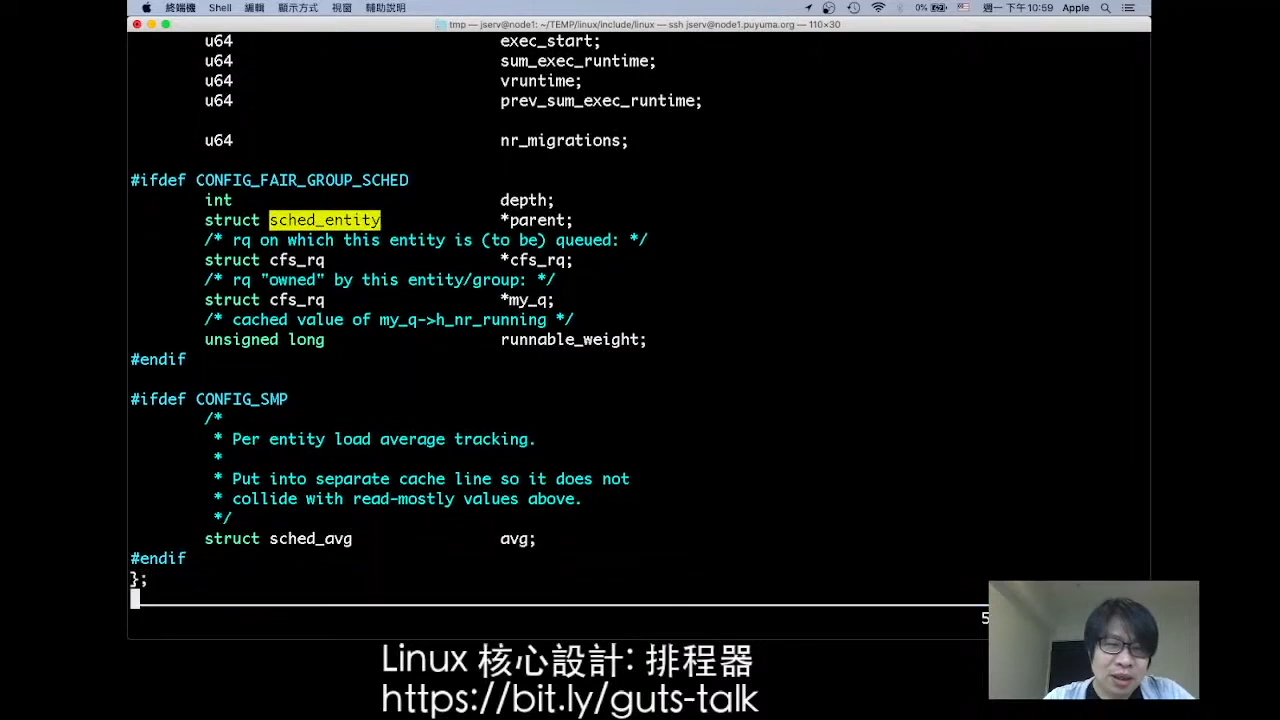 終端機 Shell 編輯 顯示方式 視窗 輔助說明 0% 週一 下午10:59 Apple
tmp — jserv@node1: ~/TEMP/linux/include/linux — ssh jserv@node1.puyuma.org — 110×30
u64 exec_start;
u64 sum_exec_runtime;
u64 vruntime;
u64 prev_sum_exec_runtime;
u64 nr_migrations;
#ifdef CONFIG_FAIR_GROUP_SCHED
int depth;
struct sched_entity *parent;
/* rq on which this entity is (to be) queued: */
struct cfs_rq *cfs_rq;
/* rq "owned" by this entity/group: */
struct cfs_rq *my_q;
/* cached value of my_q->h_nr_running */
unsigned long runnable_weight;
#endif
#ifdef CONFIG_SMP
/*
* Per entity load average tracking.
*
* Put into separate cache line so it does not
* collide with read-mostly values above.
*/
struct sched_avg avg;
#endif
};
5
Linux 核心設計: 排程器
https://bit.ly/guts-talk